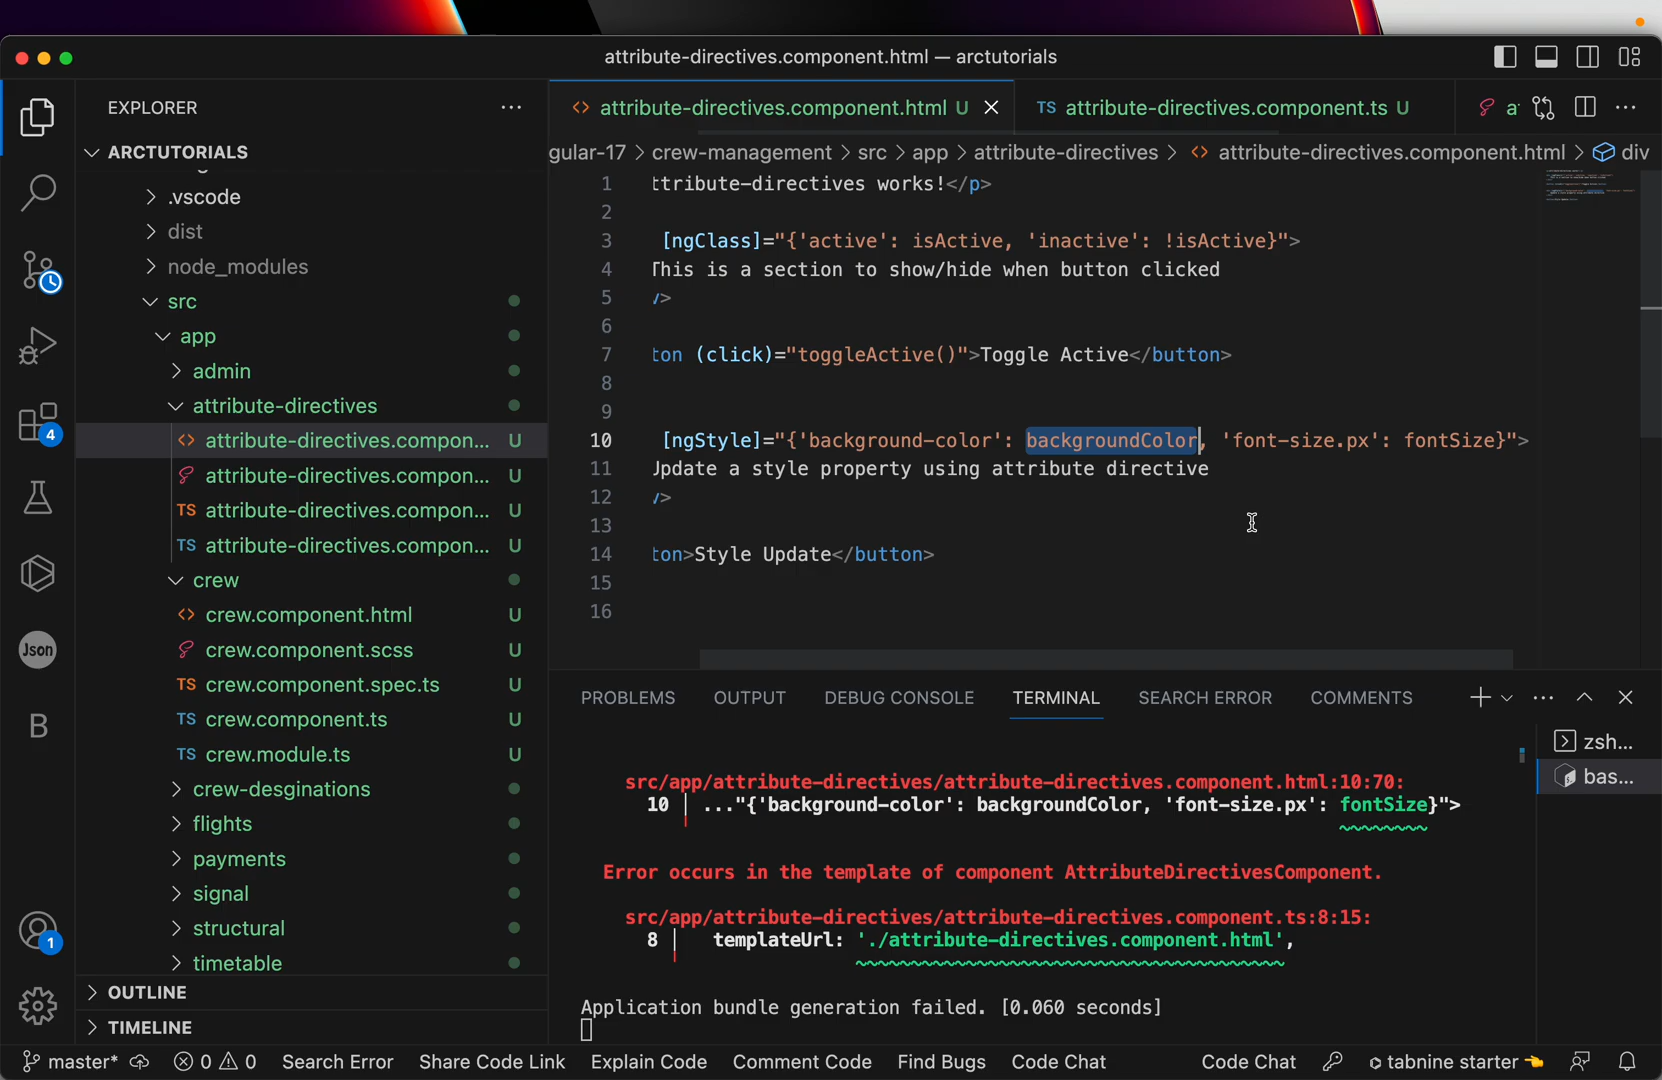 attribute-directives.component.html — arctutorials
EXPLORER
ARCTUTORIALS
.vscode
dist
node_modules
src
app
admin
attribute-directives
attribute-directives.compon... U
attribute-directives.compon... U
TS attribute-directives.compon... U
TS attribute-directives.compon... U
crew
crew.component.html U
crew.component.scss U
TS crew.component.spec.ts U
TS crew.component.ts U
TS crew.module.ts U
crew-desginations
flights
payments
signal
structural
timetable
OUTLINE
TIMELINE
Json
B
4
1
<> attribute-directives.component.html U
TS attribute-directives.component.ts U
a
gular-17 > crew-management > src > app > attribute-directives > <> attribute-directives.component.html > div
1 ttribute-directives works!</p>
2
3 [ngClass]="{'active': isActive, 'inactive': !isActive}">
4 This is a section to show/hide when button clicked
5 />
6
7 ton (click)="toggleActive()">Toggle Active</button>
8
9
10 [ngStyle]="{'background-color': backgroundColor, 'font-size.px': fontSize}">
11 Update a style property using attribute directive
12 />
13
14 ton>Style Update</button>
15
16
PROBLEMS OUTPUT DEBUG CONSOLE TERMINAL SEARCH ERROR COMMENTS
zsh...
bas...
src/app/attribute-directives/attribute-directives.component.html:10:70:
10 | ..."{'background-color': backgroundColor, 'font-size.px': fontSize}">
Error occurs in the template of component AttributeDirectivesComponent.
src/app/attribute-directives/attribute-directives.component.ts:8:15:
8 | templateUrl: './attribute-directives.component.html',
Application bundle generation failed. [0.060 seconds]
master* 0 0 Search Error Share Code Link Explain Code Comment Code Find Bugs Code Chat Code Chat tabnine starter